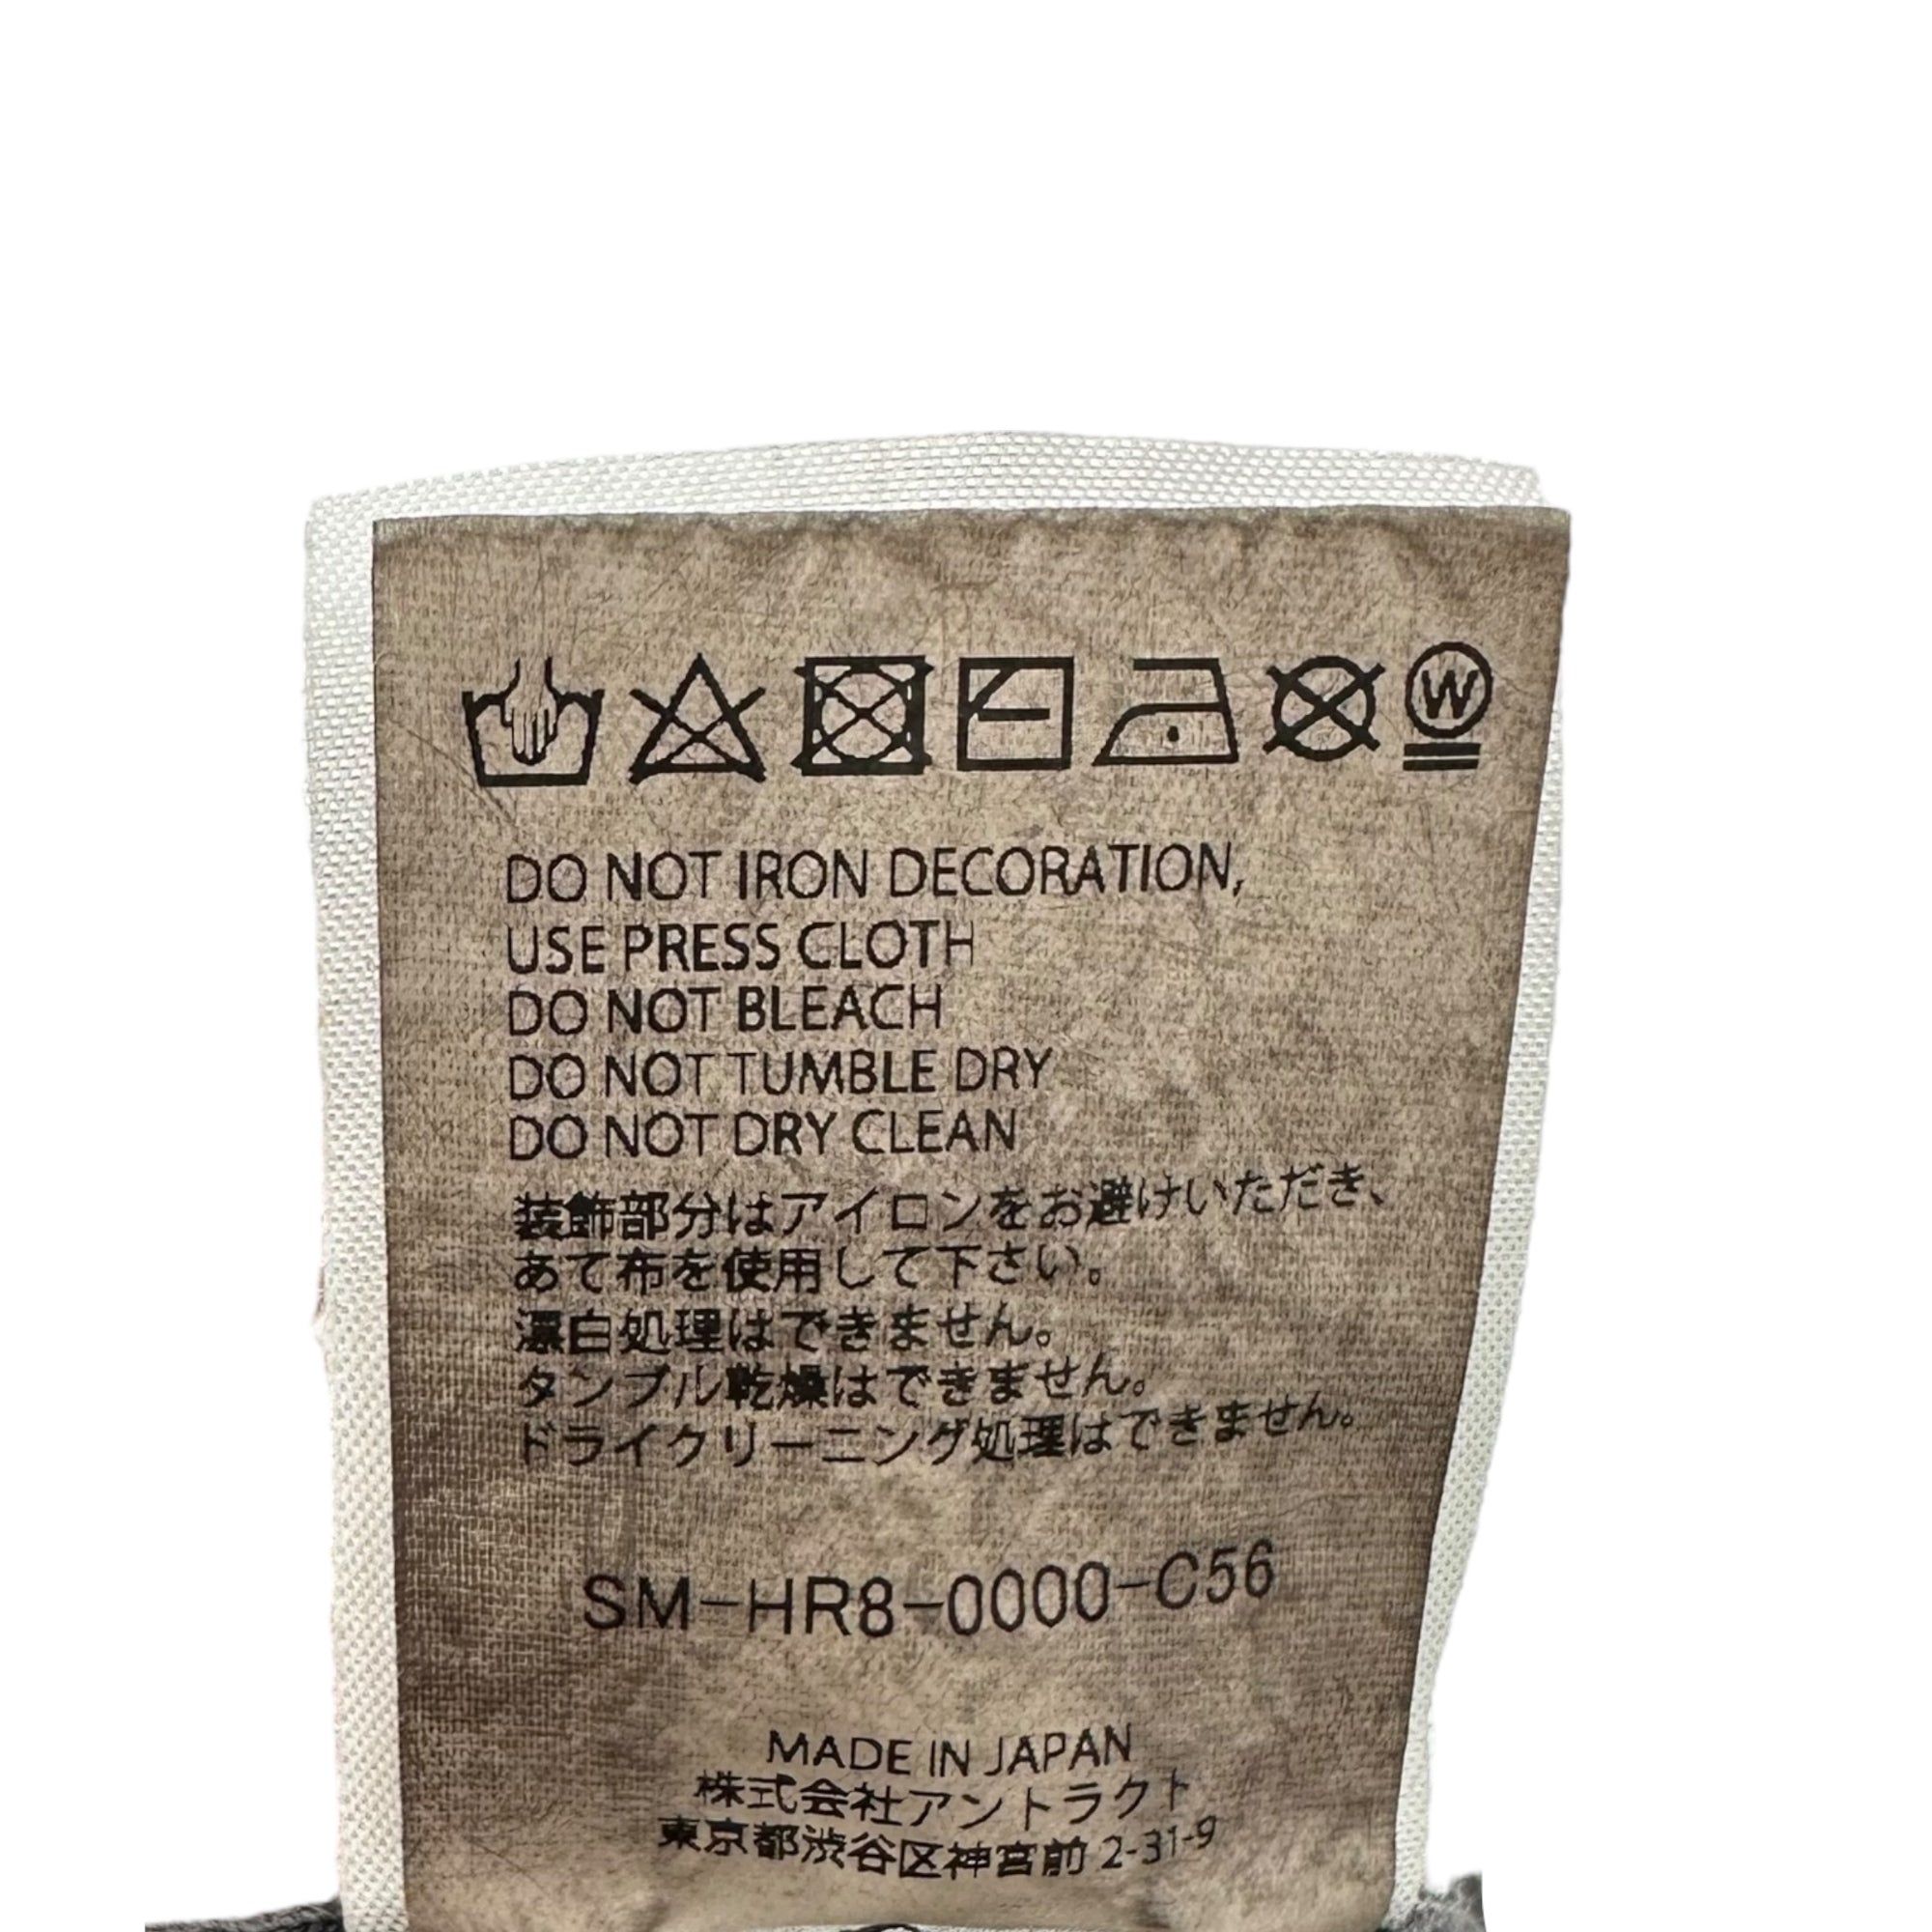 W
DO NOT IRON DECORATION,
USE PRESS CLOTH
DO NOT BLEACH
DO NOT TUMBLE DRY
DO NOT DRY CLEAN
装飾部分はアイロンをお避けいただき、
あて布を使用して下さい。
漂白処理はできません。
タンブル乾燥はできません。
ドライクリーニング処理はできません。
SM-HR8-0000-C56
MADE IN JAPAN
株式会社アントラクト
東京都渋谷区神宮前 2-31-9